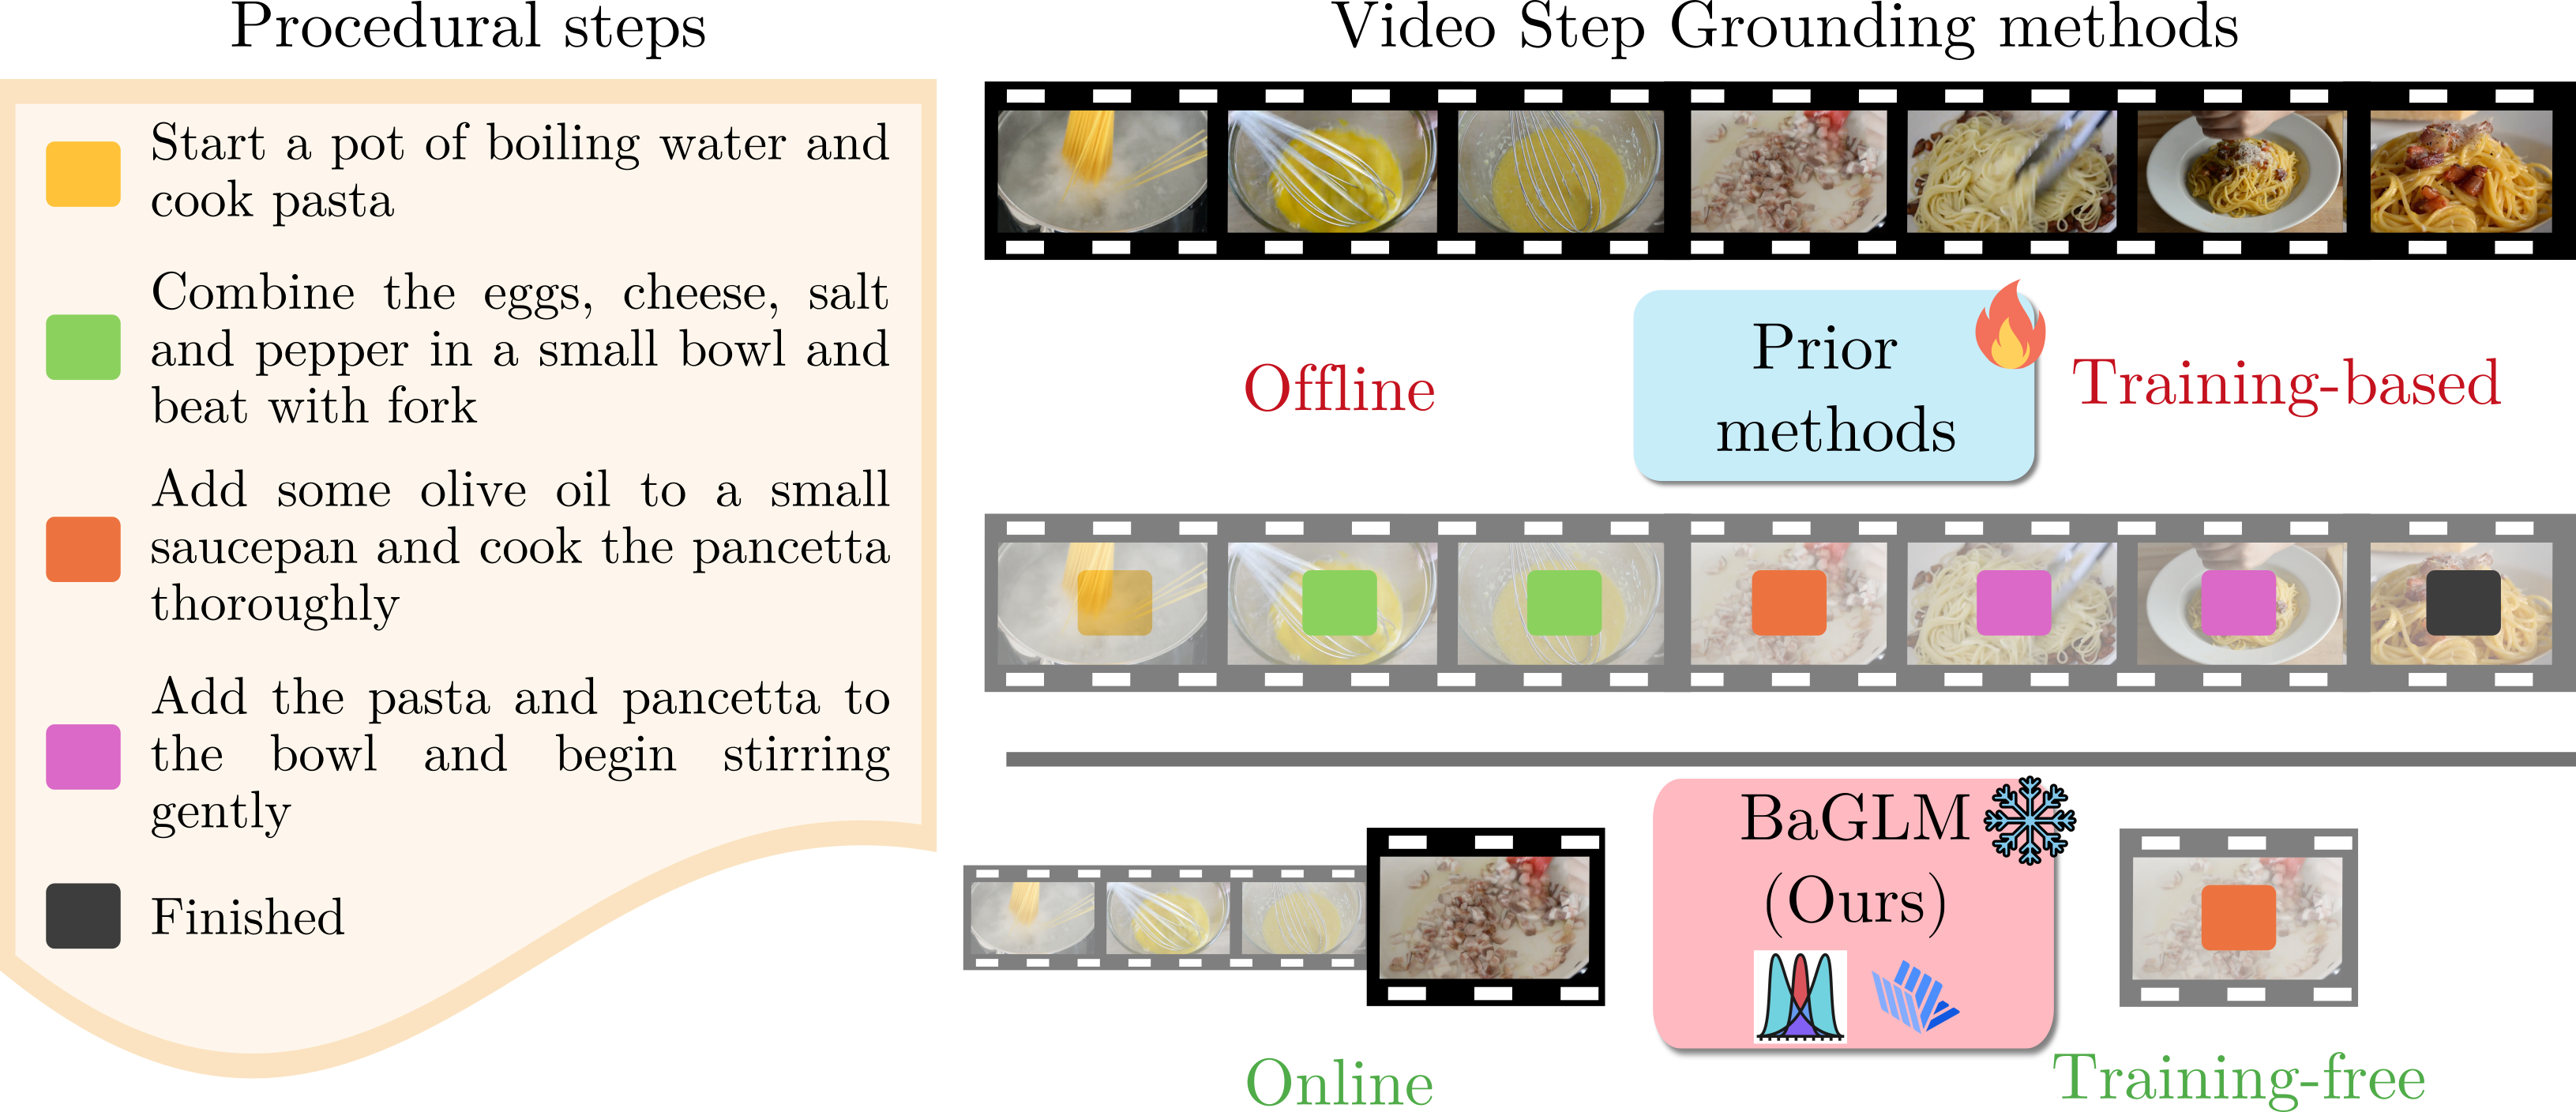 Procedural steps
Start a pot of boiling water and
cook pasta
Combine the eggs, cheese, salt
and pepper in a small bowl and
beat with fork
Add some olive oil to a small
saucepan and cook the pancetta
thoroughly
Add the pasta and pancetta to
the bowl and begin stirring
gently
Finished
Video Step Grounding methods
Offline
Prior
methods
Training-based
BaGLM
(Ours)
Online
Training-free